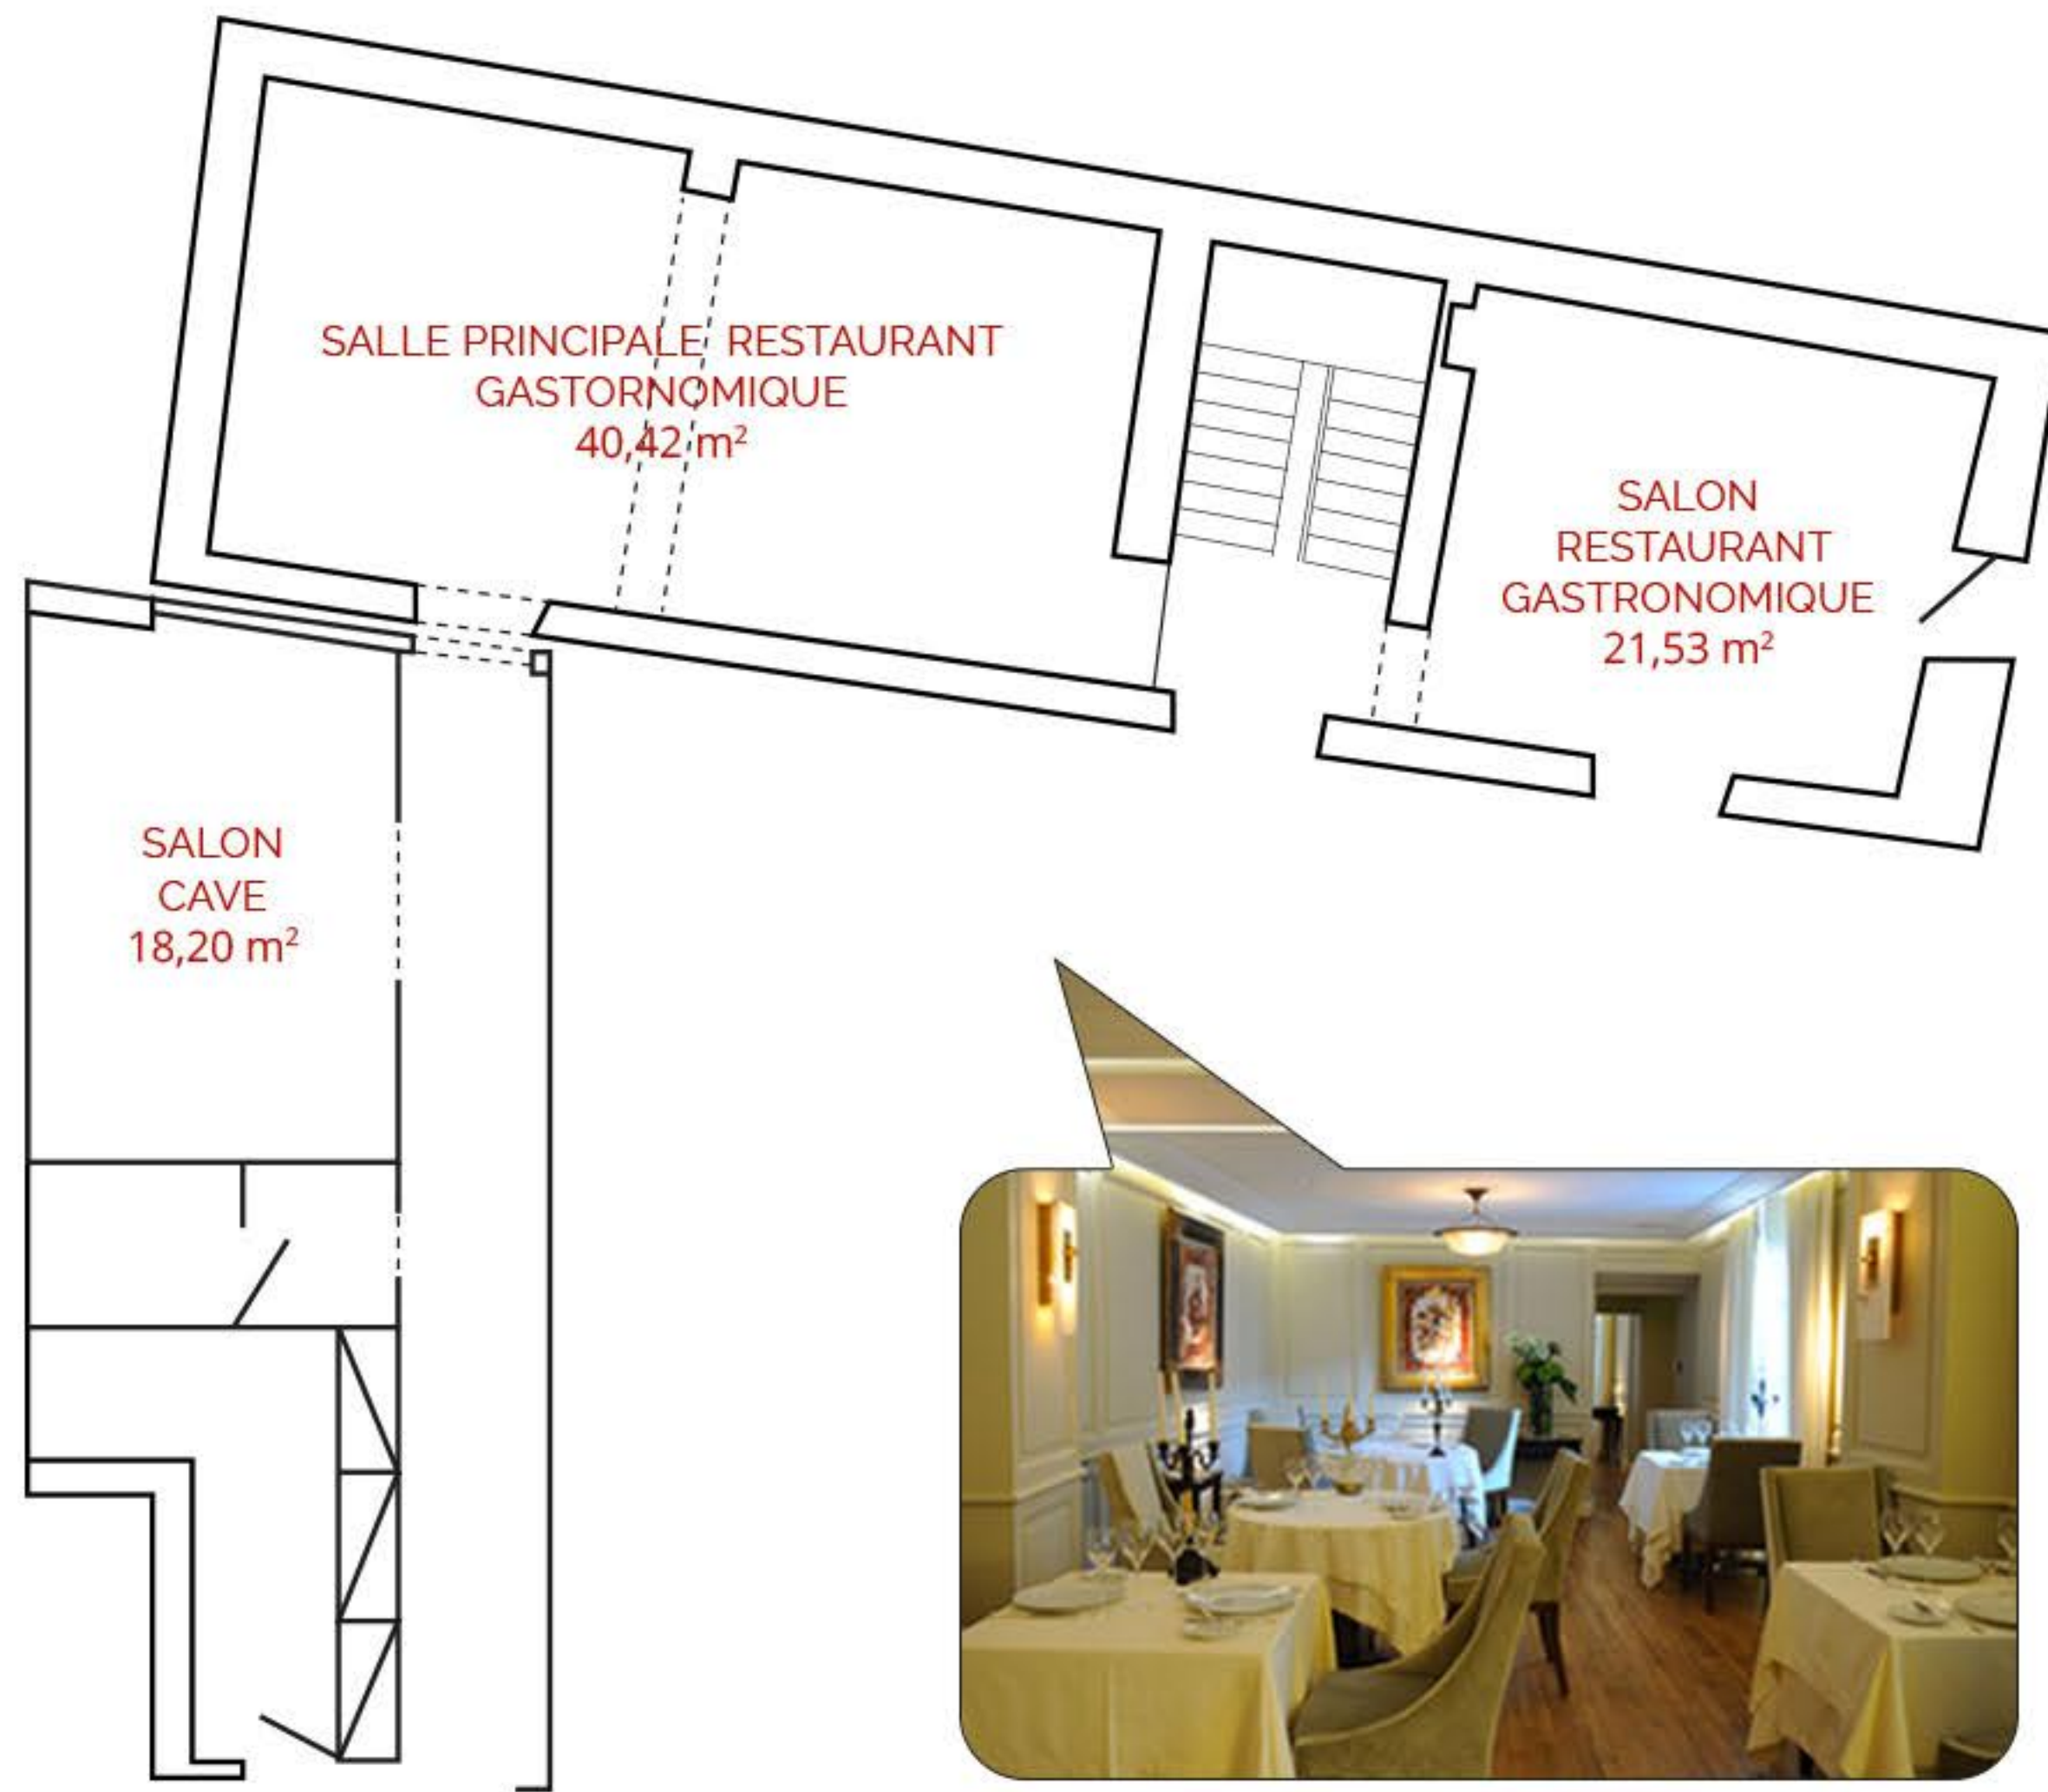 SALLE PRINCIPALE RESTAURANT
GASTORNOMIQUE
40,42 m²
SALON
RESTAURANT
GASTRONOMIQUE
21,53 m²
SALON
CAVE
18,20 m²